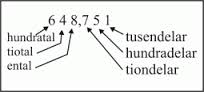 6 4 8,7 5 1
hundratal
tiotal
ental
tusendelar
hundradelar
tiondelar